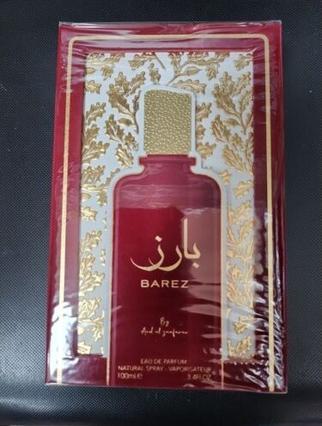 بارز
BAREZ
By
Ard al zaafaran
EAU DE PARFUM
NATURAL SPRAY - VAPORISATEUR
100ml e 3.4FL.OZ